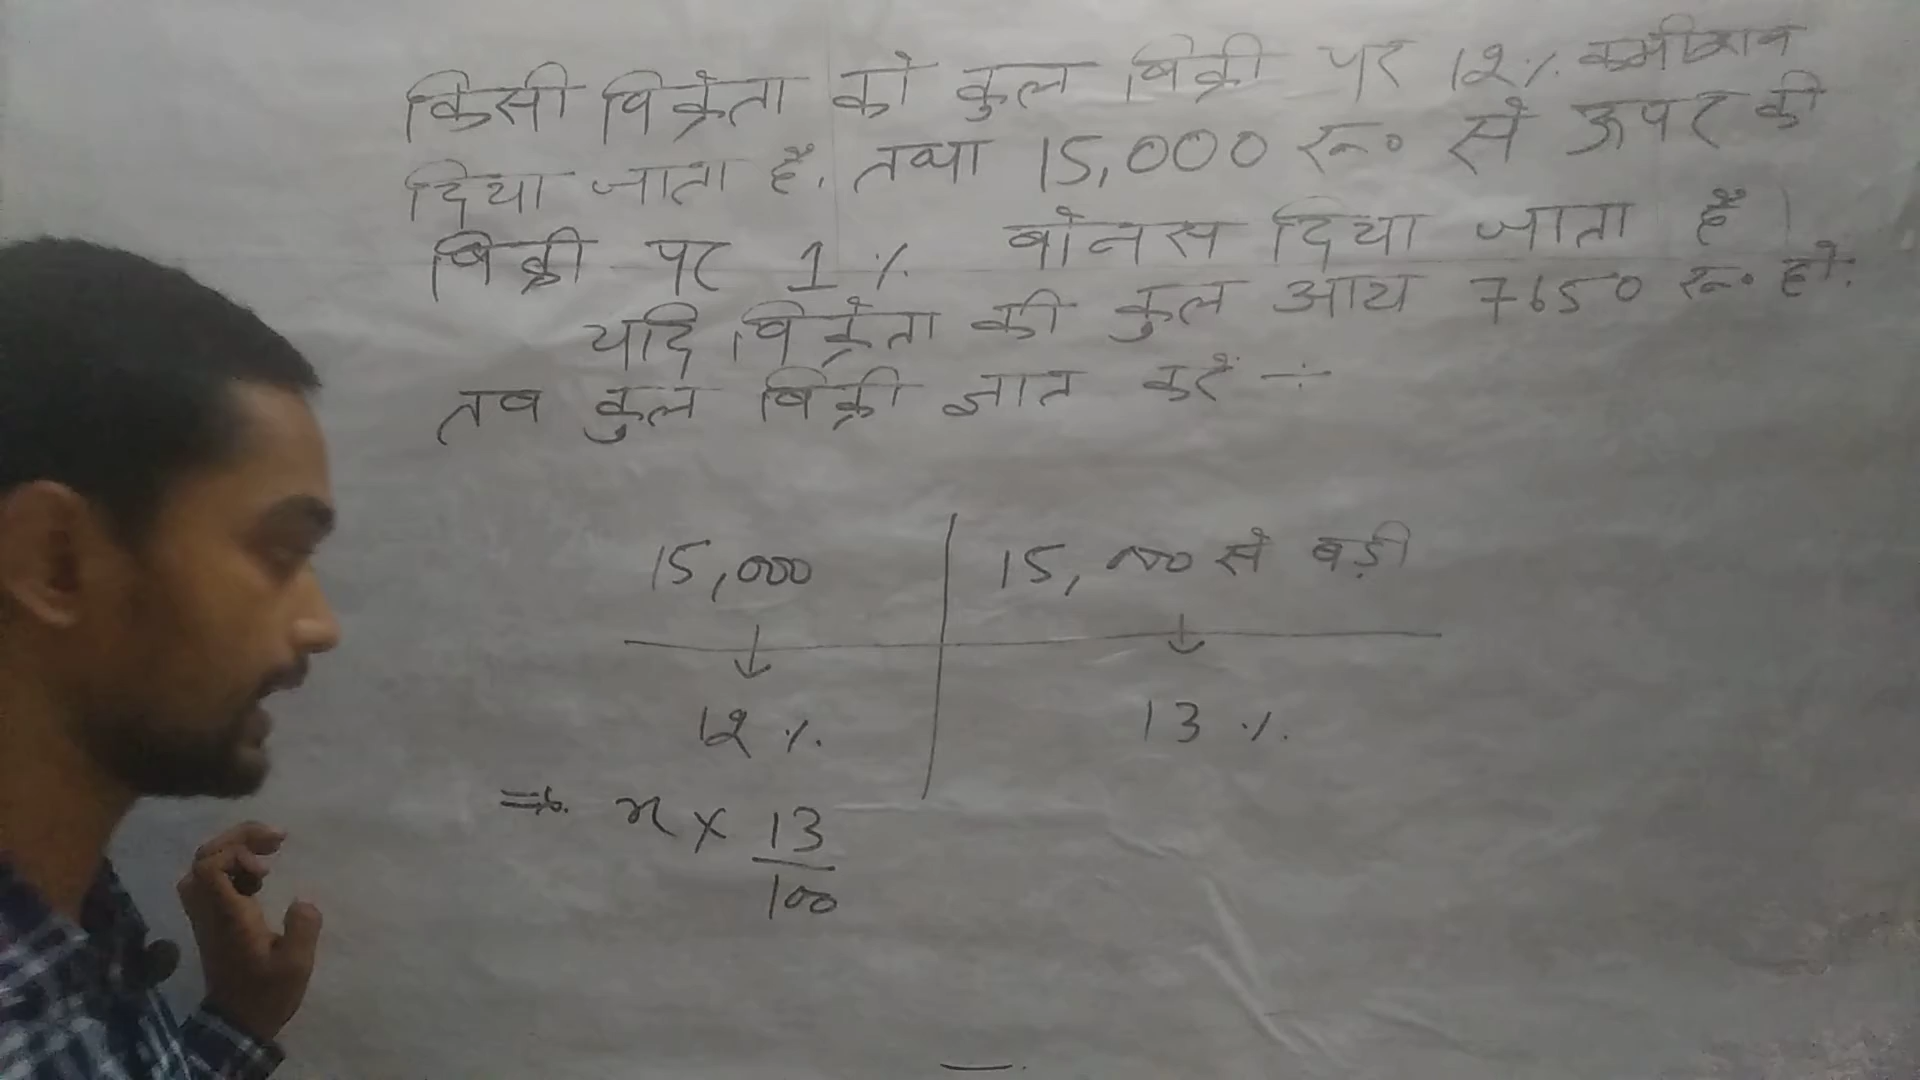 किसी विक्रेता को कुल बिक्री पर 12% कमीशन
दिया जाता है, तथा 15,000 रू० से ऊपर की
बिक्री पर 1% बोनस दिया जाता है।
यदि विक्रेता की कुल आय 7650 रू० हो.
तब कुल बिक्री ज्ञात करें ÷
15,000 | 15,000 से बड़ी
↓ ↓
12% 13%
⇒ x × 13/100